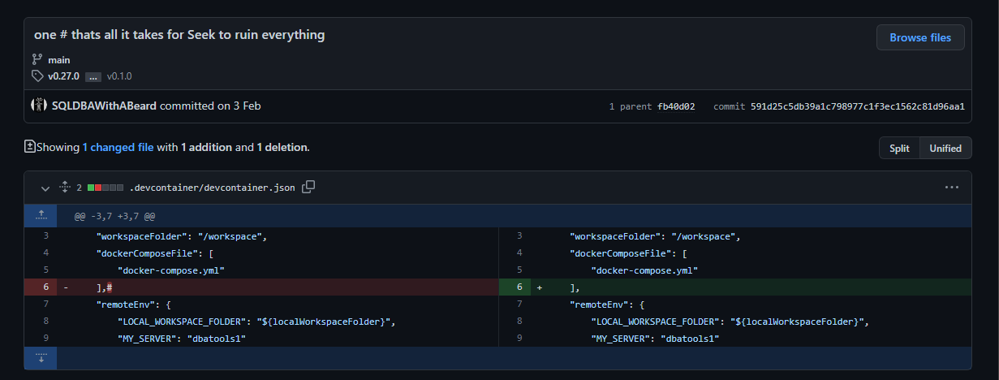 one # thats all it takes for Seek to ruin everything
Browse files
main
v0.27.0 ... v0.1.0
SQLDBAWithABeard committed on 3 Feb
1 parent fb40d02 commit 591d25c5db39a1c798977c1f3ec1562c81d96aa1
Showing 1 changed file with 1 addition and 1 deletion.
Split Unified
2 .devcontainer/devcontainer.json
@@ -3,7 +3,7 @@
3 "workspaceFolder": "/workspace", 3 "workspaceFolder": "/workspace",
4 "dockerComposeFile": [ 4 "dockerComposeFile": [
5 "docker-compose.yml" 5 "docker-compose.yml"
6 - ],# 6 + ],
7 "remoteEnv": { 7 "remoteEnv": {
8 "LOCAL_WORKSPACE_FOLDER": "${localWorkspaceFolder}", 8 "LOCAL_WORKSPACE_FOLDER": "${localWorkspaceFolder}",
9 "MY_SERVER": "dbatools1" 9 "MY_SERVER": "dbatools1"